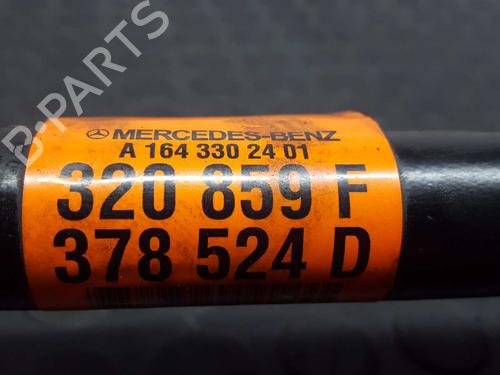 MERCEDES-BENZ
A 164 330 24 01
320 859 F
378 524 D
B-PARTS